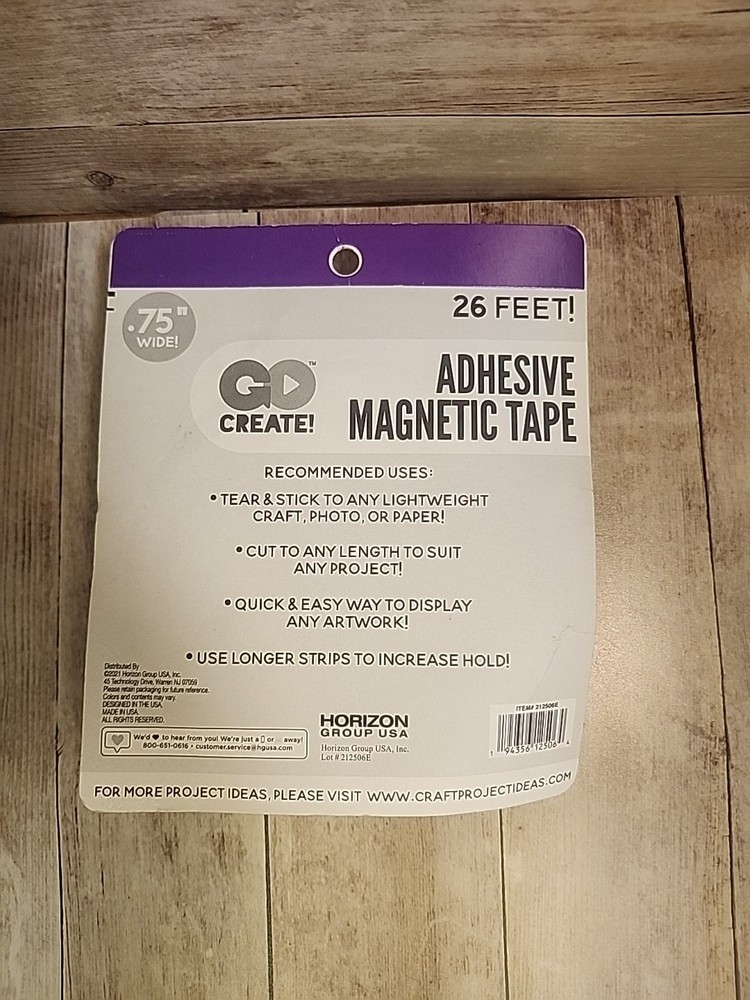 26 FEET!
.75"
WIDE!
GO
™
CREATE!
ADHESIVE
MAGNETIC TAPE
RECOMMENDED USES:
• TEAR & STICK TO ANY LIGHTWEIGHT
CRAFT, PHOTO, OR PAPER!
• CUT TO ANY LENGTH TO SUIT
ANY PROJECT!
• QUICK & EASY WAY TO DISPLAY
ANY ARTWORK!
• USE LONGER STRIPS TO INCREASE HOLD!
Distributed By
©2021 Horizon Group USA, Inc.
45 Technology Drive, Warren NJ 07059
Please retain packaging for future reference.
Colors and contents may vary.
DESIGNED IN THE USA.
MADE IN USA.
ALL RIGHTS RESERVED.
We'd ♥ to hear from you! We're just a or away!
800-651-0616 • customer.service@hgusa.com
HORIZON
GROUP USA
Horizon Group USA, Inc.
Lot # 212506E
ITEM# 212506E
1 94356 12506 4
FOR MORE PROJECT IDEAS, PLEASE VISIT WWW.CRAFTPROJECTIDEAS.COM